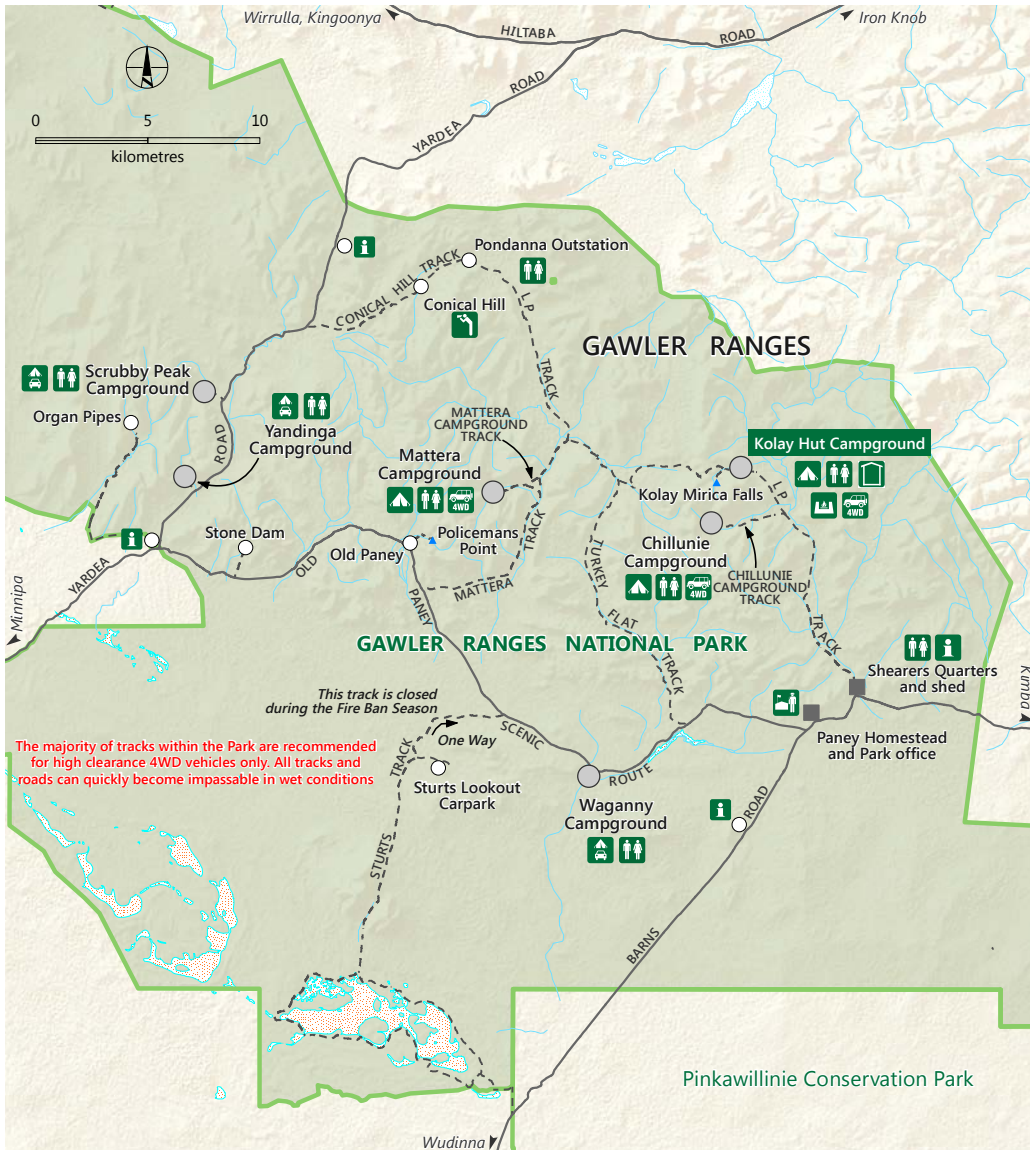 Wirrulla, Kingoonya
Iron Knob
HILTABA
ROAD
ROAD
YARDEA
0 5 10
kilometres
Pondanna Outstation
CONICAL HILL TRACK
Conical Hill
LP
TRACK
GAWLER RANGES
Scrubby Peak
Campground
Organ Pipes
ROAD
Yandinga
Campground
MATTERA
CAMPGROUND
TRACK
Mattera
Campground
4WD
Kolay Hut Campground
4WD
Kolay Mirica Falls
LP
Stone Dam
Old Paney
Policemans
Point
TRACK
MATTERA
Chillunie
Campground
4WD
CHILLUNIE
CAMPGROUND
TRACK
TURKEY
FLAT
TRACK
TRACK
YARDEA
Minnipa
OLD
PANEY
GAWLER RANGES NATIONAL PARK
Shearers Quarters
and shed
Kimba
This track is closed
during the Fire Ban Season
One Way
SCENIC
ROUTE
Paney Homestead
and Park office
The majority of tracks within the Park are recommended
for high clearance 4WD vehicles only. All tracks and
roads can quickly become impassable in wet conditions
TRACK
STURTS
Sturts Lookout
Carpark
Waganny
Campground
ROAD
BARNS
Pinkawillinie Conservation Park
Wudinna